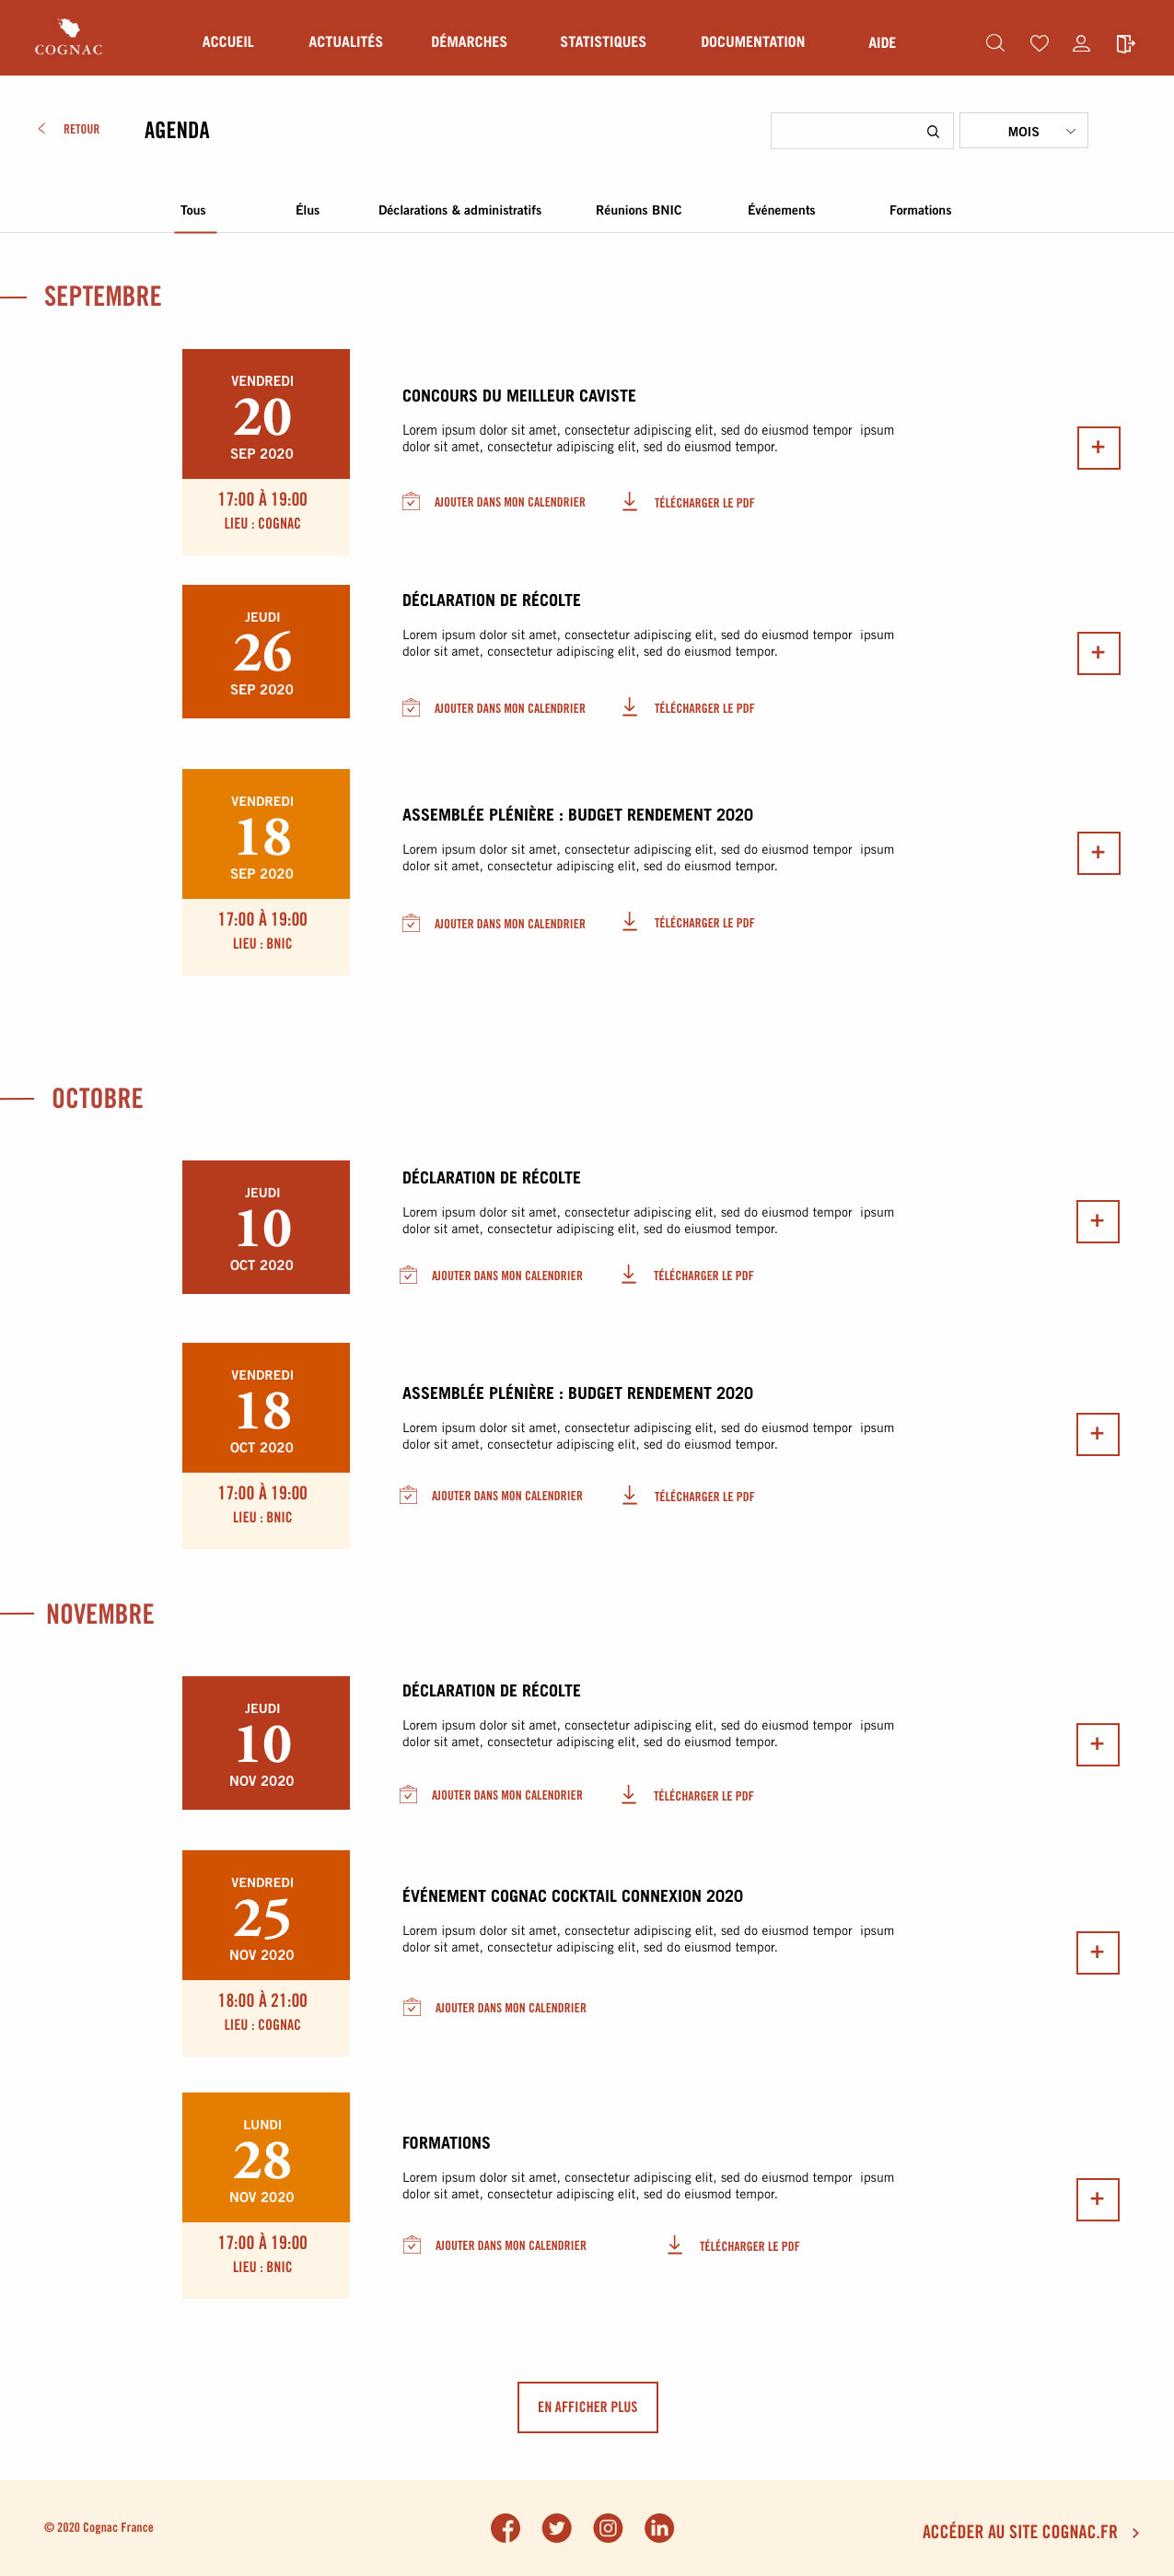 COGNAC
ACCUEIL
ACTUALITÉS
DÉMARCHES
STATISTIQUES
DOCUMENTATION
AIDE
RETOUR
AGENDA
MOIS
Tous
Élus
Déclarations & administratifs
Réunions BNIC
Événements
Formations
SEPTEMBRE
VENDREDI
20
SEP 2020
17:00 À 19:00
LIEU : COGNAC
CONCOURS DU MEILLEUR CAVISTE
Lorem ipsum dolor sit amet, consectetur adipiscing elit, sed do eiusmod tempor ipsum
dolor sit amet, consectetur adipiscing elit, sed do eiusmod tempor.
AJOUTER DANS MON CALENDRIER
TÉLÉCHARGER LE PDF
+
JEUDI
26
SEP 2020
DÉCLARATION DE RÉCOLTE
Lorem ipsum dolor sit amet, consectetur adipiscing elit, sed do eiusmod tempor ipsum
dolor sit amet, consectetur adipiscing elit, sed do eiusmod tempor.
AJOUTER DANS MON CALENDRIER
TÉLÉCHARGER LE PDF
+
VENDREDI
18
SEP 2020
17:00 À 19:00
LIEU : BNIC
ASSEMBLÉE PLÉNIÈRE : BUDGET RENDEMENT 2020
Lorem ipsum dolor sit amet, consectetur adipiscing elit, sed do eiusmod tempor ipsum
dolor sit amet, consectetur adipiscing elit, sed do eiusmod tempor.
AJOUTER DANS MON CALENDRIER
TÉLÉCHARGER LE PDF
+
OCTOBRE
JEUDI
10
OCT 2020
DÉCLARATION DE RÉCOLTE
Lorem ipsum dolor sit amet, consectetur adipiscing elit, sed do eiusmod tempor ipsum
dolor sit amet, consectetur adipiscing elit, sed do eiusmod tempor.
AJOUTER DANS MON CALENDRIER
TÉLÉCHARGER LE PDF
+
VENDREDI
18
OCT 2020
17:00 À 19:00
LIEU : BNIC
ASSEMBLÉE PLÉNIÈRE : BUDGET RENDEMENT 2020
Lorem ipsum dolor sit amet, consectetur adipiscing elit, sed do eiusmod tempor ipsum
dolor sit amet, consectetur adipiscing elit, sed do eiusmod tempor.
AJOUTER DANS MON CALENDRIER
TÉLÉCHARGER LE PDF
+
NOVEMBRE
JEUDI
10
NOV 2020
DÉCLARATION DE RÉCOLTE
Lorem ipsum dolor sit amet, consectetur adipiscing elit, sed do eiusmod tempor ipsum
dolor sit amet, consectetur adipiscing elit, sed do eiusmod tempor.
AJOUTER DANS MON CALENDRIER
TÉLÉCHARGER LE PDF
+
VENDREDI
25
NOV 2020
18:00 À 21:00
LIEU : COGNAC
ÉVÉNEMENT COGNAC COCKTAIL CONNEXION 2020
Lorem ipsum dolor sit amet, consectetur adipiscing elit, sed do eiusmod tempor ipsum
dolor sit amet, consectetur adipiscing elit, sed do eiusmod tempor.
AJOUTER DANS MON CALENDRIER
+
LUNDI
28
NOV 2020
17:00 À 19:00
LIEU : BNIC
FORMATIONS
Lorem ipsum dolor sit amet, consectetur adipiscing elit, sed do eiusmod tempor ipsum
dolor sit amet, consectetur adipiscing elit, sed do eiusmod tempor.
AJOUTER DANS MON CALENDRIER
TÉLÉCHARGER LE PDF
+
EN AFFICHER PLUS
© 2020 Cognac France
ACCÉDER AU SITE COGNAC.FR